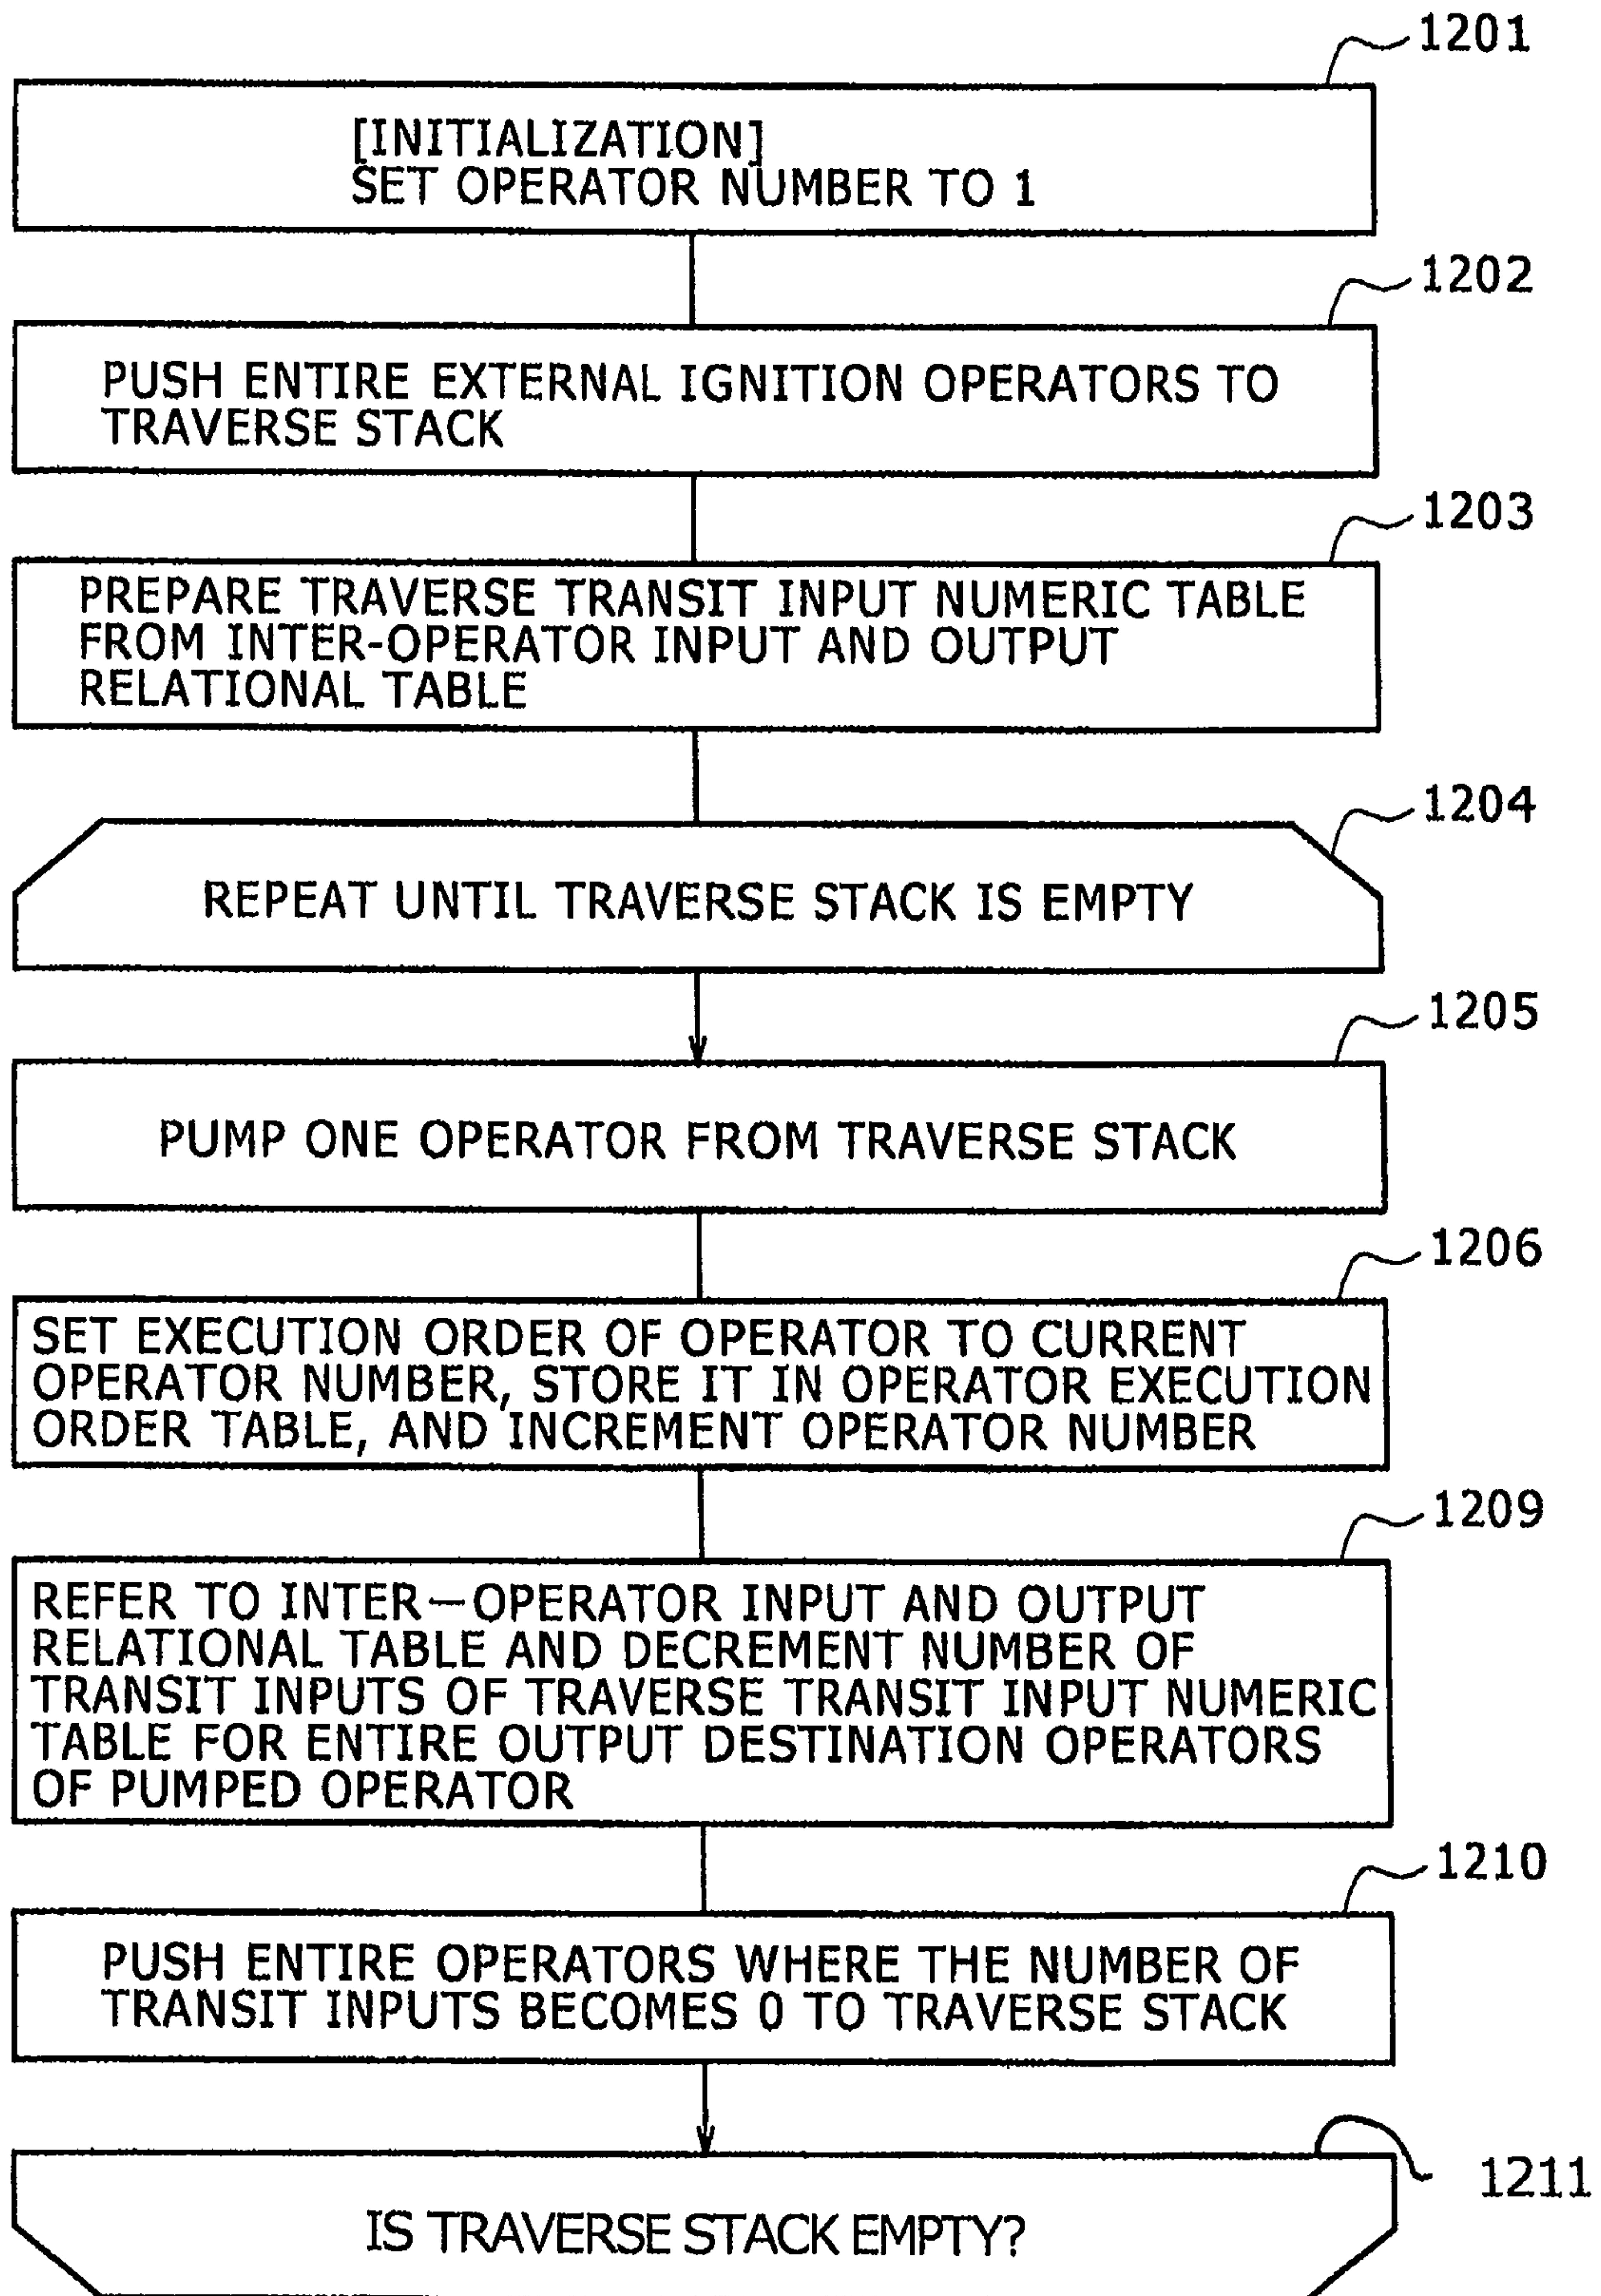 1201
[INITIALIZATION]
SET OPERATOR NUMBER TO 1
1202
PUSH ENTIRE EXTERNAL IGNITION OPERATORS TO
TRAVERSE STACK
1203
PREPARE TRAVERSE TRANSIT INPUT NUMERIC TABLE
FROM INTER-OPERATOR INPUT AND OUTPUT
RELATIONAL TABLE
1204
REPEAT UNTIL TRAVERSE STACK IS EMPTY
1205
PUMP ONE OPERATOR FROM TRAVERSE STACK
1206
SET EXECUTION ORDER OF OPERATOR TO CURRENT
OPERATOR NUMBER, STORE IT IN OPERATOR EXECUTION
ORDER TABLE, AND INCREMENT OPERATOR NUMBER
1209
REFER TO INTER—OPERATOR INPUT AND OUTPUT
RELATIONAL TABLE AND DECREMENT NUMBER OF
TRANSIT INPUTS OF TRAVERSE TRANSIT INPUT NUMERIC
TABLE FOR ENTIRE OUTPUT DESTINATION OPERATORS
OF PUMPED OPERATOR
1210
PUSH ENTIRE OPERATORS WHERE THE NUMBER OF
TRANSIT INPUTS BECOMES 0 TO TRAVERSE STACK
1211
IS TRAVERSE STACK EMPTY?